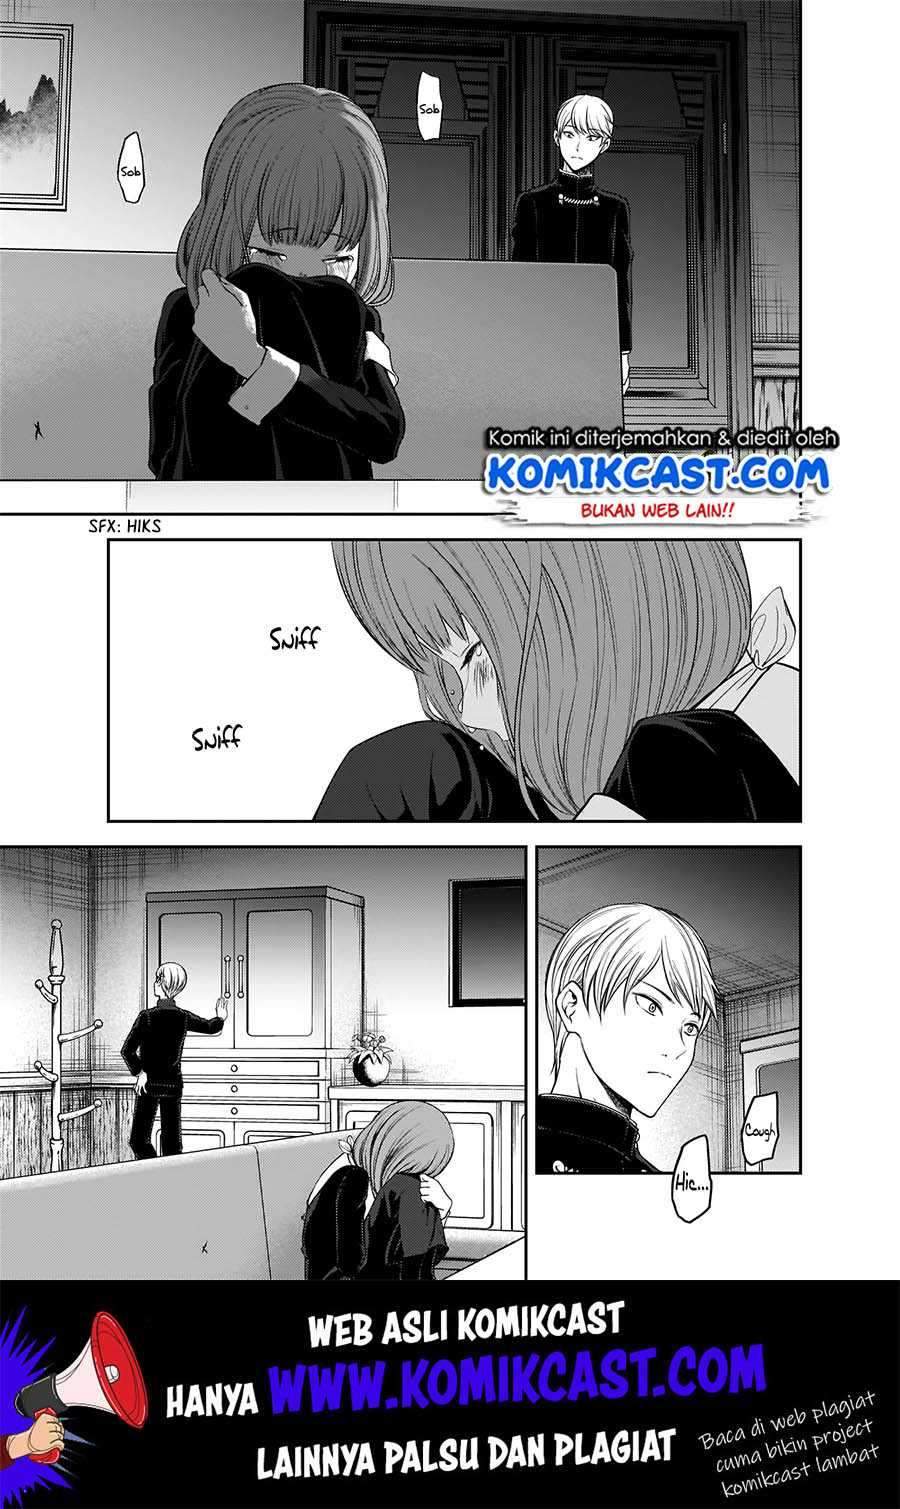 Sob
Sob
Komik ini diterjemahkan & diedit oleh
KOMIKCAST.COM
BUKAN WEB LAIN!!
SFX: HIKS
Sniff
Sniff
Cough
Hic...
WEB ASLI KOMIKCAST
HANYA WWW.KOMIKCAST.COM
LAINNYA PALSU DAN PLAGIAT
Baca di web plagiat
cuma bikin project
komikcast lambat